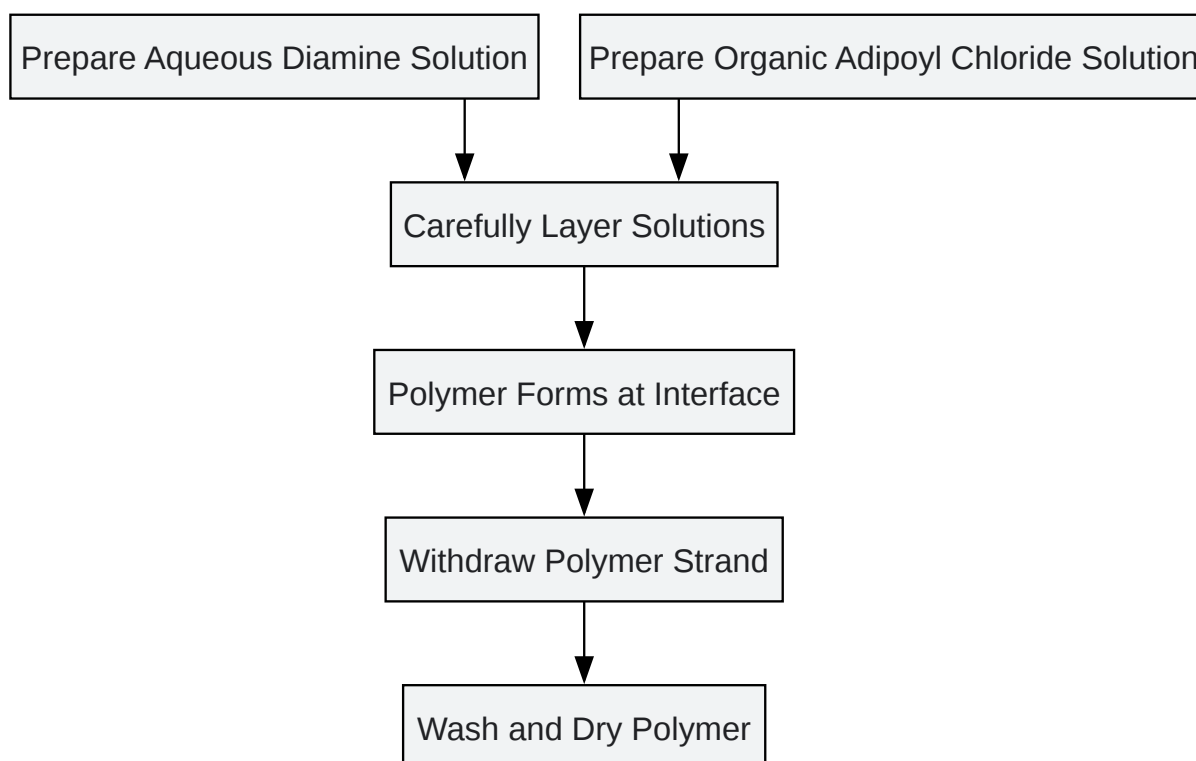 Prepare Aqueous Diamine Solution
Prepare Organic Adipoyl Chloride Solution
Carefully Layer Solutions
Polymer Forms at Interface
Withdraw Polymer Strand
Wash and Dry Polymer